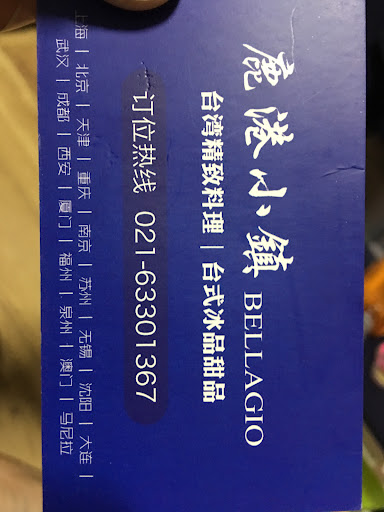 鹿港小鎮 BELLAGIO
台湾精致料理｜台式冰品甜品
订位热线 021-63301367
上海｜北京｜天津｜重庆｜南京｜苏州｜无锡｜沈阳｜大连｜
武汉｜成都｜西安｜厦门｜福州｜泉州｜澳门｜马尼拉